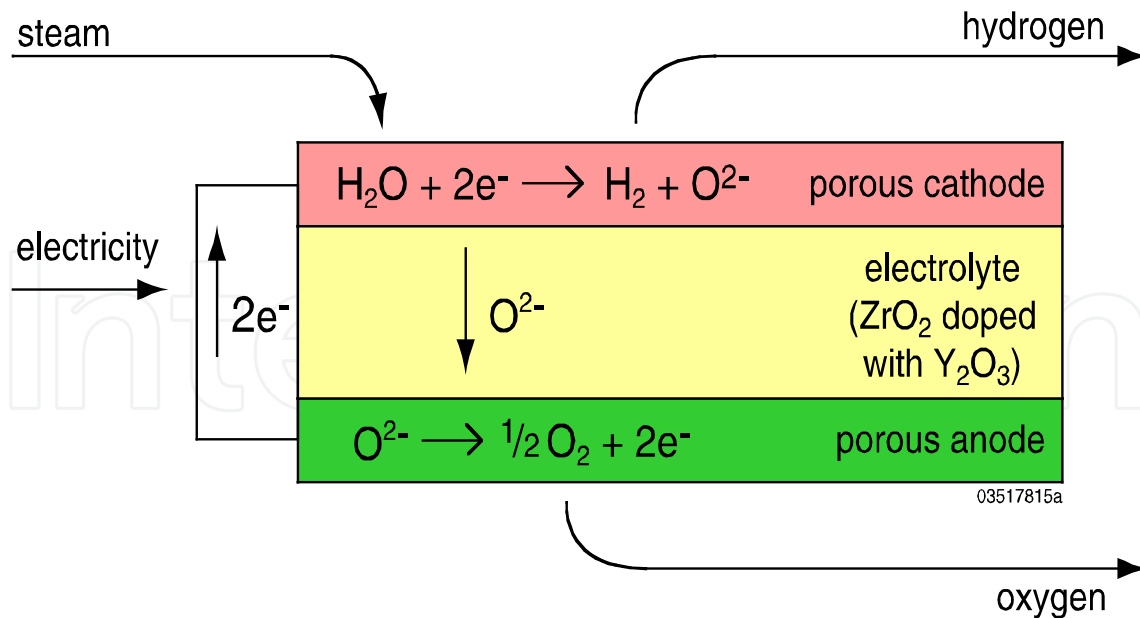 steam
hydrogen
H₂O + 2e⁻ → H₂ + O²⁻
porous cathode
electricity
2e⁻
O²⁻
electrolyte
(ZrO₂ doped
with Y₂O₃)
O²⁻ → 1/2 O₂ + 2e⁻
porous anode
03517815a
oxygen